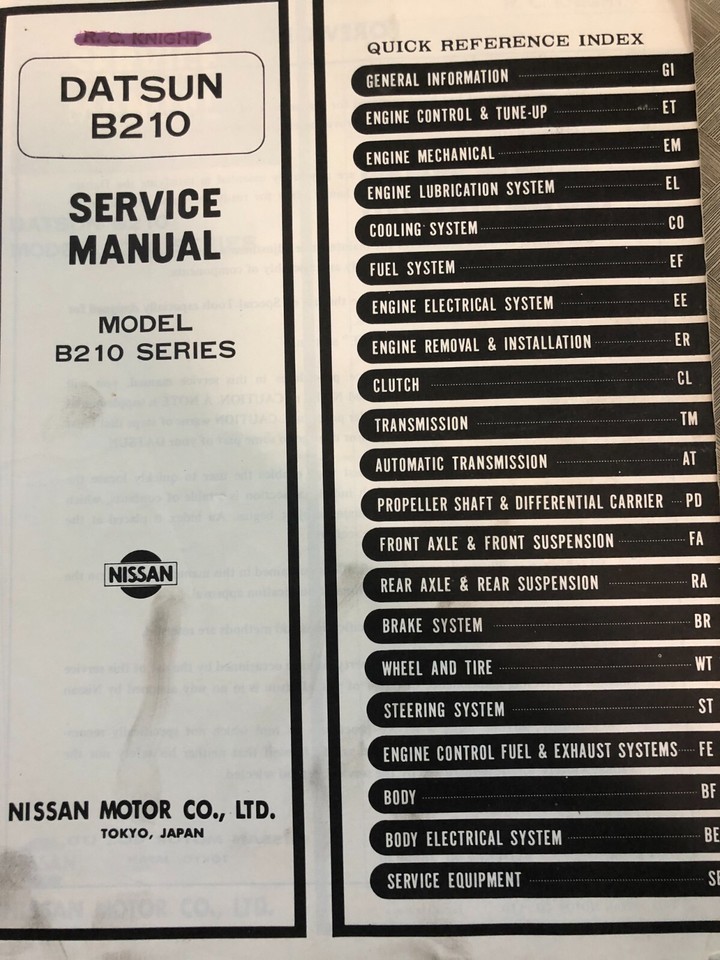 R. C. KNIGHT
DATSUN
B210
SERVICE
MANUAL
MODEL
B210 SERIES
NISSAN
NISSAN MOTOR CO., LTD.
TOKYO, JAPAN
QUICK REFERENCE INDEX
GENERAL INFORMATION GI
ENGINE CONTROL & TUNE-UP ET
ENGINE MECHANICAL EM
ENGINE LUBRICATION SYSTEM EL
COOLING SYSTEM CO
FUEL SYSTEM EF
ENGINE ELECTRICAL SYSTEM EE
ENGINE REMOVAL & INSTALLATION ER
CLUTCH CL
TRANSMISSION TM
AUTOMATIC TRANSMISSION AT
PROPELLER SHAFT & DIFFERENTIAL CARRIER PD
FRONT AXLE & FRONT SUSPENSION FA
REAR AXLE & REAR SUSPENSION RA
BRAKE SYSTEM BR
WHEEL AND TIRE WT
STEERING SYSTEM ST
ENGINE CONTROL FUEL & EXHAUST SYSTEMS FE
BODY BF
BODY ELECTRICAL SYSTEM BE
SERVICE EQUIPMENT